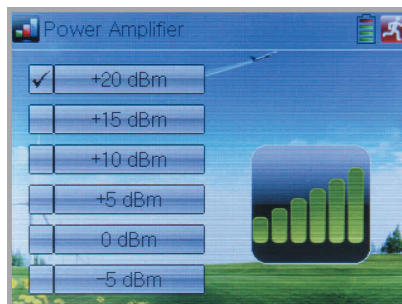 Power Amplifier
+20 dBm
+15 dBm
+10 dBm
+5 dBm
0 dBm
-5 dBm